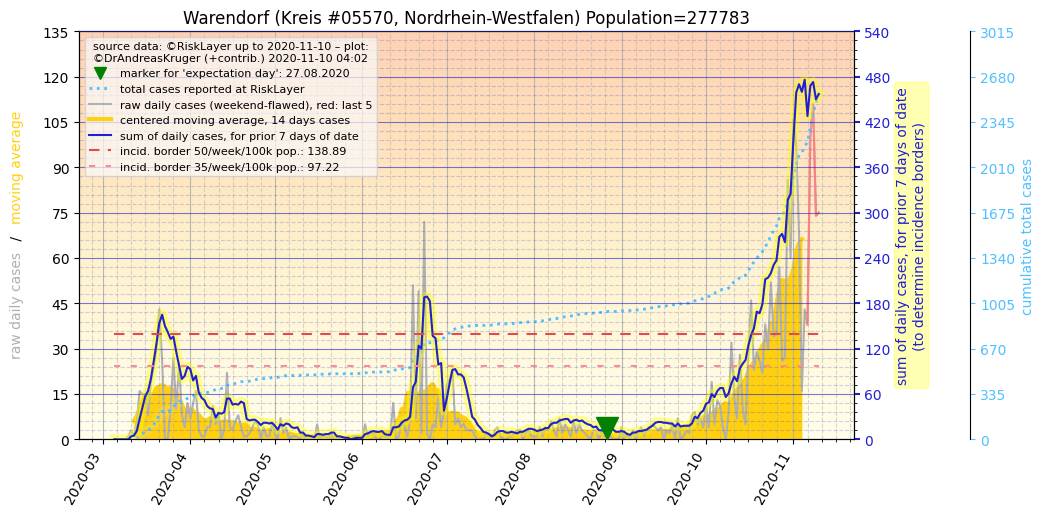 Warendorf (Kreis #05570, Nordrhein-Westfalen) Population=277783
source data: ©RiskLayer up to 2020-11-10 – plot:
©DrAndreasKruger (+contrib.) 2020-11-10 04:02
marker for 'expectation day': 27.08.2020
total cases reported at RiskLayer
raw daily cases (weekend-flawed), red: last 5
centered moving average, 14 days cases
sum of daily cases, for prior 7 days of date
incid. border 50/week/100k pop.: 138.89
incid. border 35/week/100k pop.: 97.22
raw daily cases / moving average
135
120
105
90
75
60
45
30
15
0
2020-03
2020-04
2020-05
2020-06
2020-07
2020-08
2020-09
2020-10
2020-11
540
480
420
360
300
240
180
120
60
0
sum of daily cases, for prior 7 days of date
(to determine incidence borders)
3015
2680
2345
2010
1675
1340
1005
670
335
0
cumulative total cases